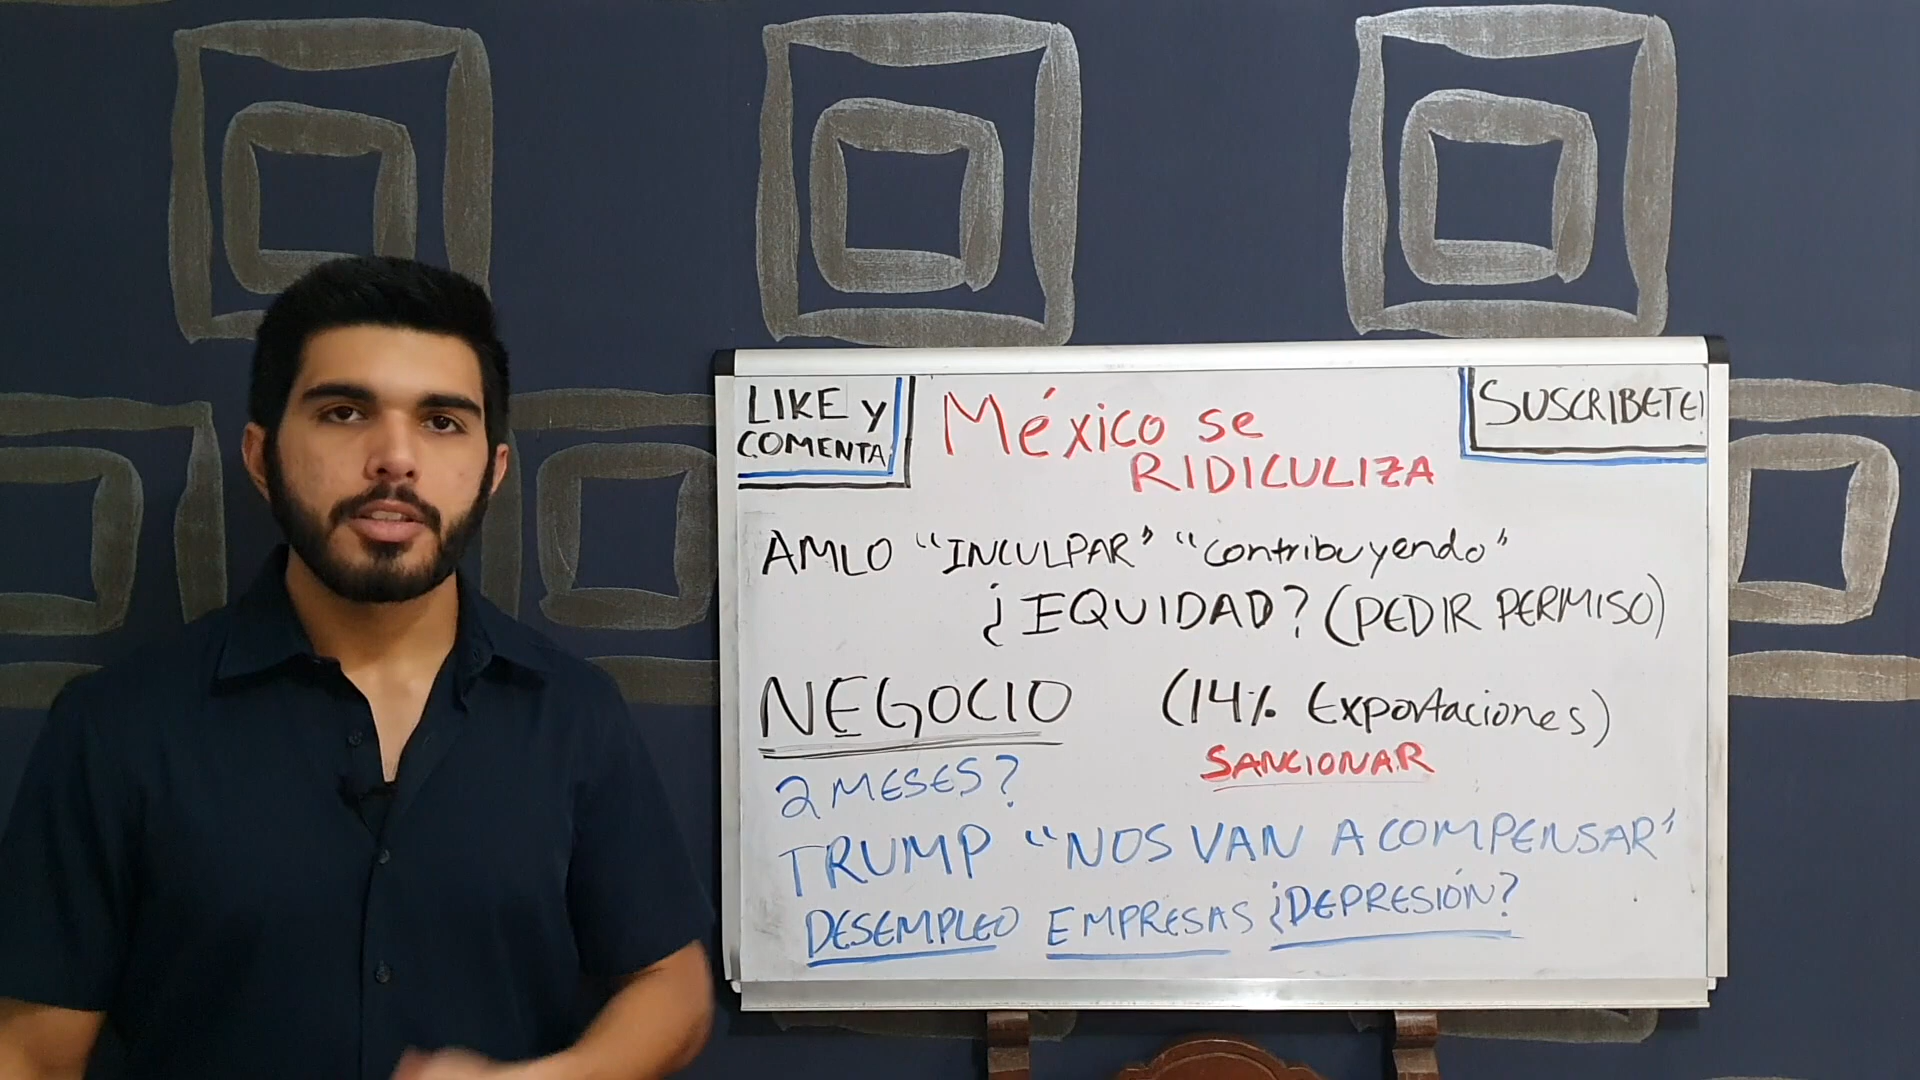 LIKE y
COMENTA
México se
RIDICULIZA
SUSCRIBETE!
AMLO "INCULPAR" "contribuyendo"
¿EQUIDAD? (PEDIR PERMISO)
NEGOCIO (14% Exportaciones)
SANCIONAR
2 MESES?
TRUMP "NOS VAN A COMPENSAR"
DESEMPLEO EMPRESAS ¿DEPRESIÓN?